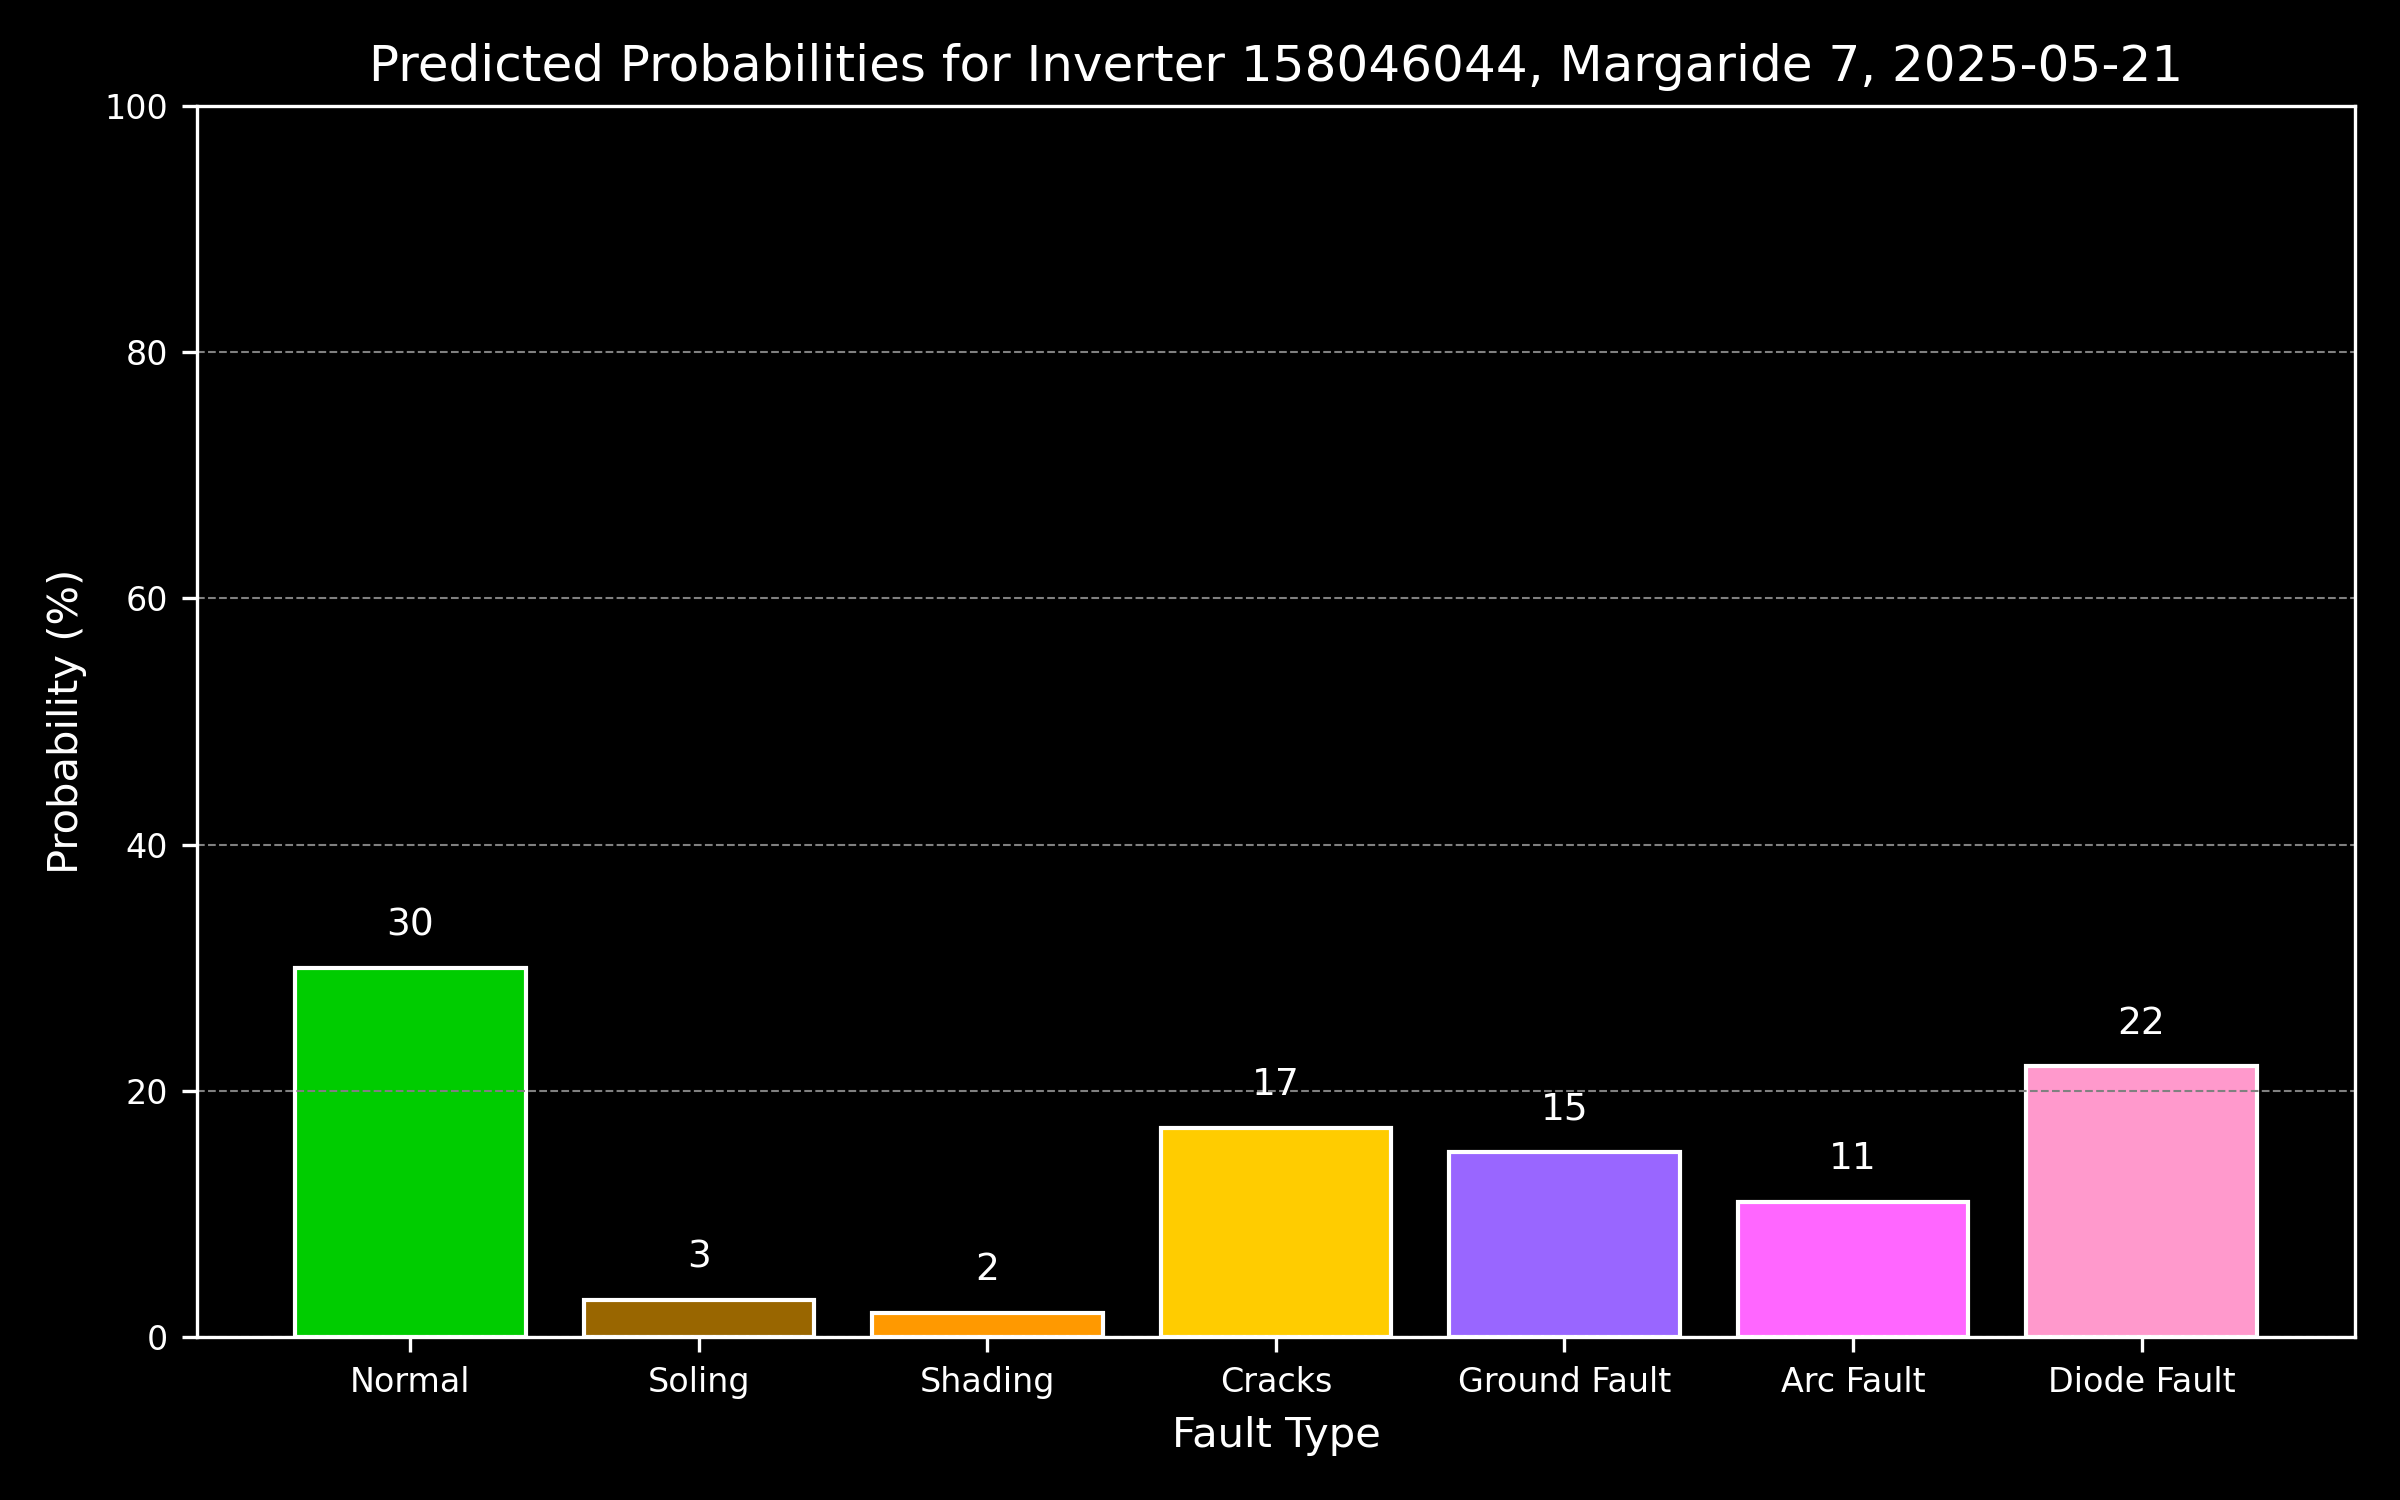 Predicted Probabilities for Inverter 158046044, Margaride 7, 2025-05-21
100
80
60
40
20
0
Probability (%)
30
3
2
17
15
11
22
Normal
Soling
Shading
Cracks
Ground Fault
Arc Fault
Diode Fault
Fault Type